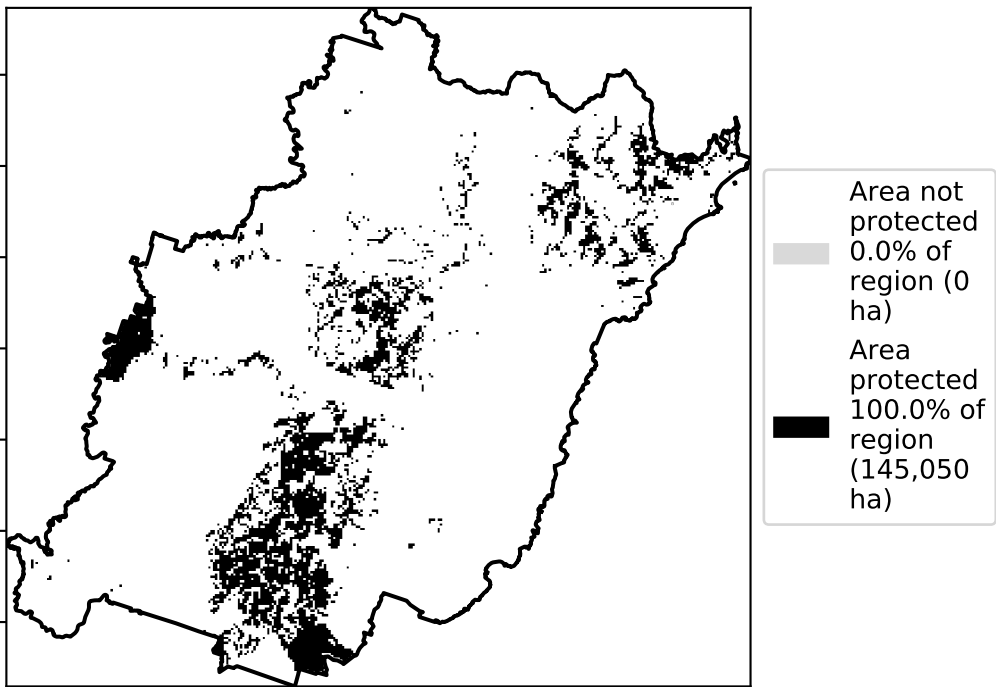 Area not
protected
0.0% of
region (0
ha)
Area
protected
100.0% of
region
(145,050
ha)